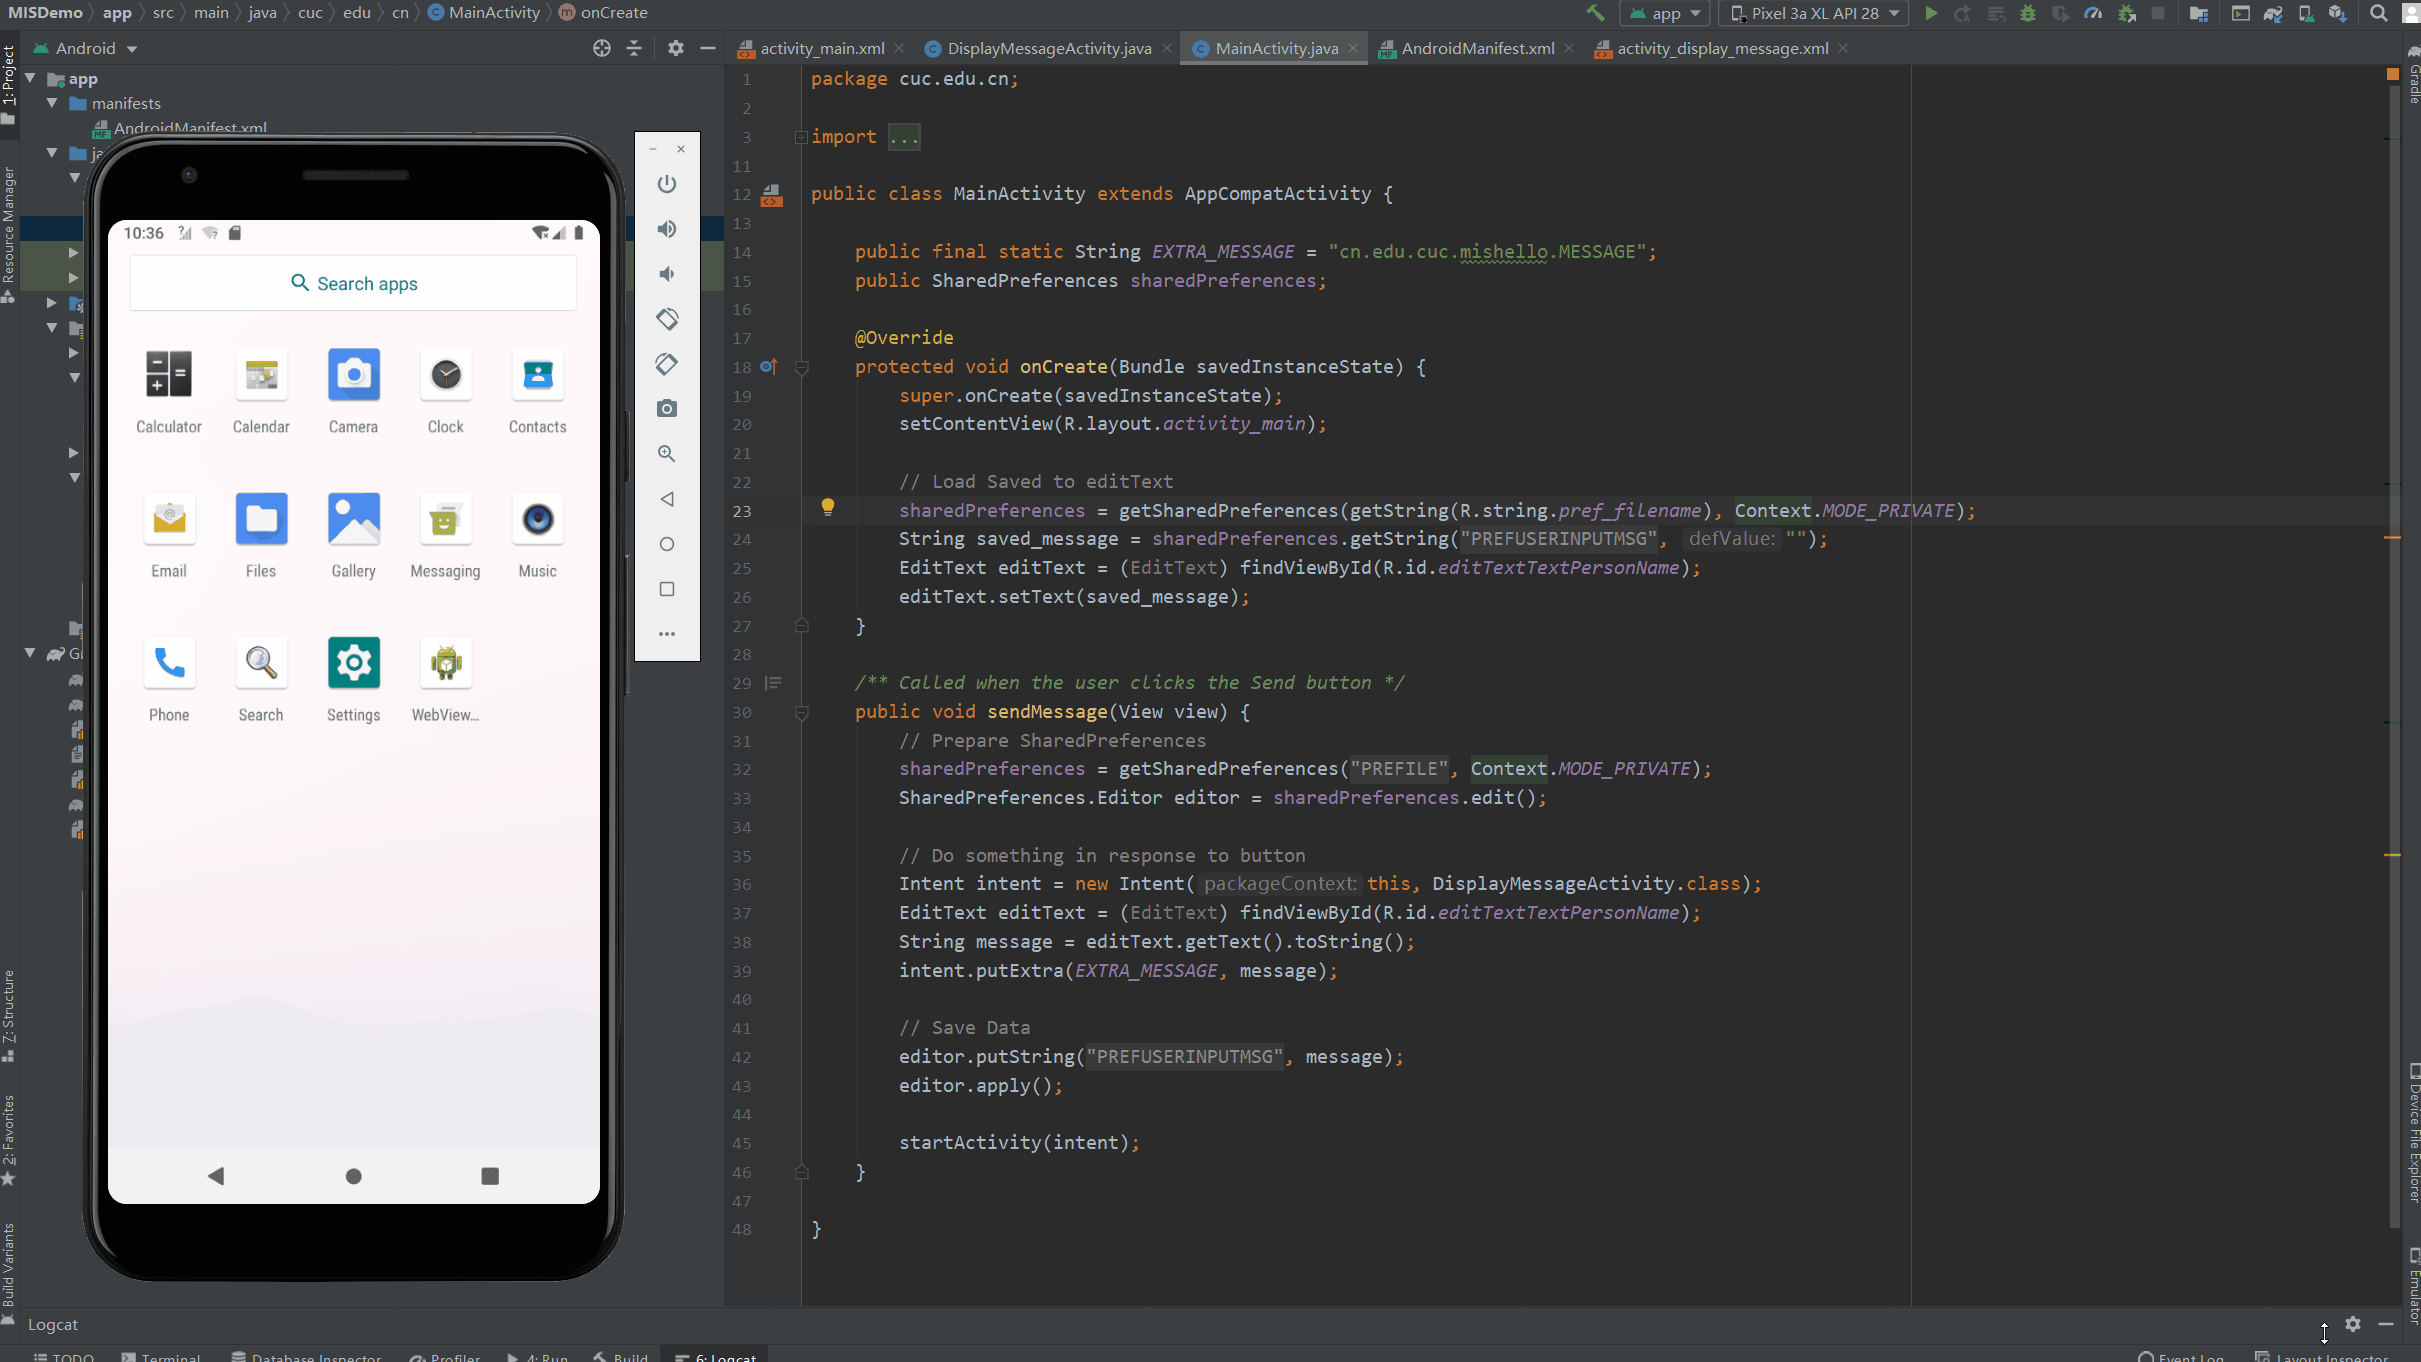 MISDemo app src main java cuc edu cn MainActivity onCreate
app Pixel 3a XL API 28
Android
activity_main.xml DisplayMessageActivity.java MainActivity.java AndroidManifest.xml activity_display_message.xml
1: Project
Resource Manager
7: Structure
2: Favorites
Build Variants
app
manifests
AndroidManifest.xml
ja
10:36
Search apps
Calculator Calendar Camera Clock Contacts
Email Files Gallery Messaging Music
Phone Search Settings WebView...
1 package cuc.edu.cn;
2
3 import ...
11
12 public class MainActivity extends AppCompatActivity {
13
14 public final static String EXTRA_MESSAGE = "cn.edu.cuc.mishello.MESSAGE";
15 public SharedPreferences sharedPreferences;
16
17 @Override
18 protected void onCreate(Bundle savedInstanceState) {
19 super.onCreate(savedInstanceState);
20 setContentView(R.layout.activity_main);
21
22 // Load Saved to editText
23 sharedPreferences = getSharedPreferences(getString(R.string.pref_filename), Context.MODE_PRIVATE);
24 String saved_message = sharedPreferences.getString("PREFUSERINPUTMSG", defValue: "");
25 EditText editText = (EditText) findViewById(R.id.editTextTextPersonName);
26 editText.setText(saved_message);
27 }
28
29 /** Called when the user clicks the Send button */
30 public void sendMessage(View view) {
31 // Prepare SharedPreferences
32 sharedPreferences = getSharedPreferences("PREFILE", Context.MODE_PRIVATE);
33 SharedPreferences.Editor editor = sharedPreferences.edit();
34
35 // Do something in response to button
36 Intent intent = new Intent( packageContext: this, DisplayMessageActivity.class);
37 EditText editText = (EditText) findViewById(R.id.editTextTextPersonName);
38 String message = editText.getText().toString();
39 intent.putExtra(EXTRA_MESSAGE, message);
40
41 // Save Data
42 editor.putString("PREFUSERINPUTMSG", message);
43 editor.apply();
44
45 startActivity(intent);
46 }
47
48 }
Gradle
Device File Explorer
Emulator
Logcat
TODO Terminal Database Inspector Profiler 4: Run Build 6: Logcat Event Log Layout Inspector